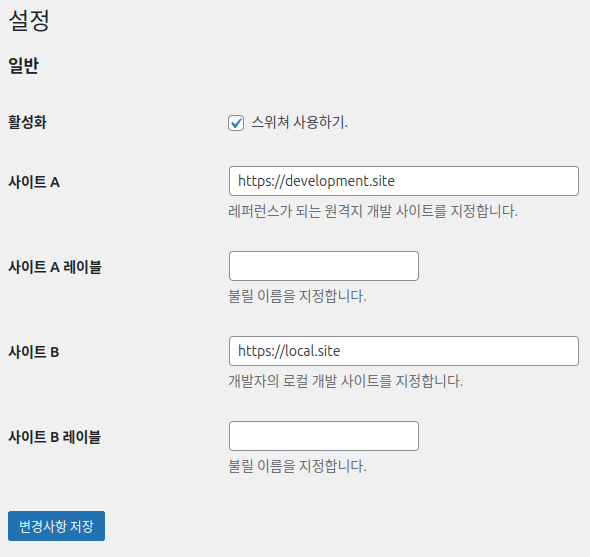 설정
일반
활성화
스위쳐 사용하기.
사이트 A
https://development.site
레퍼런스가 되는 원격지 개발 사이트를 지정합니다.
사이트 A 레이블
불릴 이름을 지정합니다.
사이트 B
https://local.site
개발자의 로컬 개발 사이트를 지정합니다.
사이트 B 레이블
불릴 이름을 지정합니다.
변경사항 저장